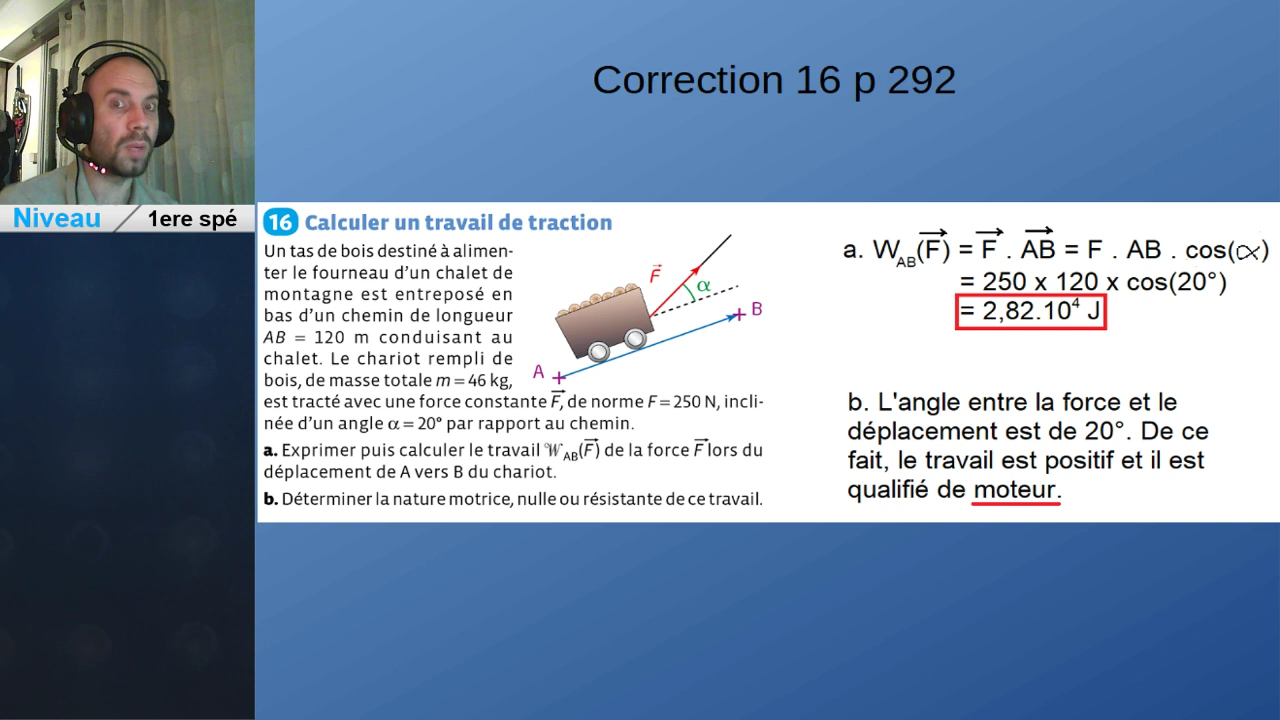 Correction 16 p 292
Niveau / 1ere spé
16 Calculer un travail de traction
Un tas de bois destiné à alimen-
ter le fourneau d'un chalet de
montagne est entreposé en
bas d'un chemin de longueur
AB = 120 m conduisant au
chalet. Le chariot rempli de
bois, de masse totale m = 46 kg,
est tracté avec une force constante F⃗, de norme F = 250 N, incli-
née d'un angle α = 20° par rapport au chemin.
a. Exprimer puis calculer le travail 𝒲AB(F⃗) de la force F⃗ lors du
déplacement de A vers B du chariot.
b. Déterminer la nature motrice, nulle ou résistante de ce travail.
F⃗
α
B
A
a. WAB(F⃗) = F⃗ . AB⃗ = F . AB . cos(α)
= 250 x 120 x cos(20°)
= 2,82.10⁴ J
b. L'angle entre la force et le
déplacement est de 20°. De ce
fait, le travail est positif et il est
qualifié de moteur.